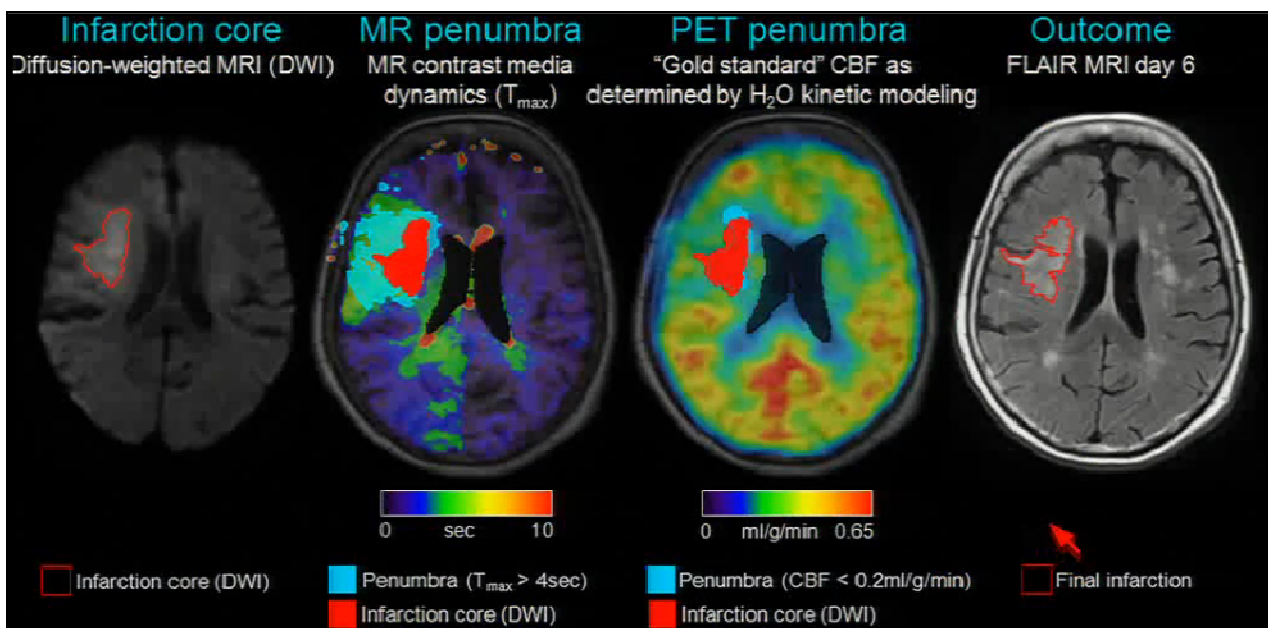 Infarction core
Diffusion-weighted MRI (DWI)
MR penumbra
MR contrast media
dynamics (Tmax)
PET penumbra
“Gold standard” CBF as
determined by H2O kinetic modeling
Outcome
FLAIR MRI day 6
0 sec 10
0 ml/g/min 0.65
Infarction core (DWI)
Penumbra (Tmax > 4sec)
Infarction core (DWI)
Penumbra (CBF < 0.2ml/g/min)
Infarction core (DWI)
Final infarction